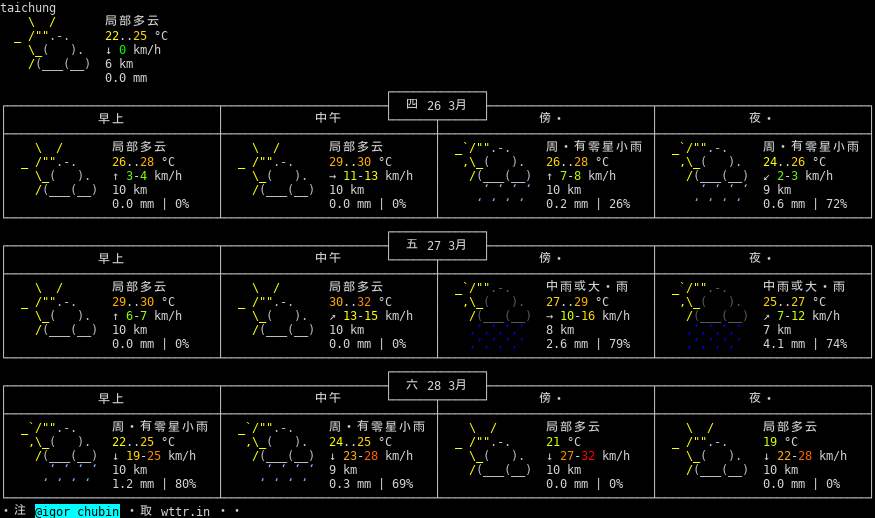 taichung
局部多云
22..25 °C
↓ 0 km/h
6 km
0.0 mm
四 26 3月
早上 中午 傍・ 夜・
局部多云 局部多云 周・有零星小雨 周・有零星小雨
26..28 °C 29..30 °C 26..28 °C 24..26 °C
↑ 3-4 km/h → 11-13 km/h ↑ 7-8 km/h ↙ 2-3 km/h
10 km 10 km 10 km 9 km
0.0 mm | 0% 0.0 mm | 0% 0.2 mm | 26% 0.6 mm | 72%
五 27 3月
早上 中午 傍・ 夜・
局部多云 局部多云 中雨或大・雨 中雨或大・雨
29..30 °C 30..32 °C 27..29 °C 25..27 °C
↑ 6-7 km/h ↗ 13-15 km/h → 10-16 km/h ↗ 7-12 km/h
10 km 10 km 8 km 7 km
0.0 mm | 0% 0.0 mm | 0% 2.6 mm | 79% 4.1 mm | 74%
六 28 3月
早上 中午 傍・ 夜・
周・有零星小雨 周・有零星小雨 局部多云 局部多云
22..25 °C 24..25 °C 21 °C 19 °C
↓ 19-25 km/h ↓ 23-28 km/h ↓ 27-32 km/h ↓ 22-28 km/h
10 km 9 km 10 km 10 km
1.2 mm | 80% 0.3 mm | 69% 0.0 mm | 0% 0.0 mm | 0%
・注 @igor_chubin ・取 wttr.in ・・